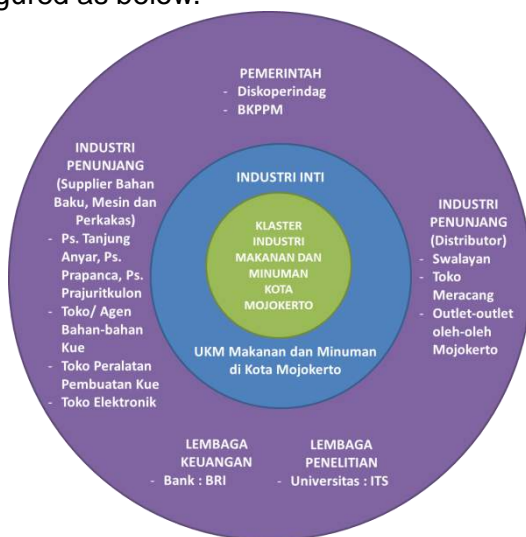 gured as below.
PEMERINTAH
- Diskoperindag
- BKPPM
INDUSTRI
PENUNJANG
(Supplier Bahan
Baku, Mesin dan
Perkakas)
- Ps. Tanjung
Anyar, Ps.
Prapanca, Ps.
Prajuritkulon
- Toko/ Agen
Bahan-bahan
Kue
- Toko Peralatan
Pembuatan Kue
- Toko Elektronik
INDUSTRI INTI
KLASTER
INDUSTRI
MAKANAN DAN
MINUMAN
KOTA
MOJOKERTO
UKM Makanan dan Minuman
di Kota Mojokerto
INDUSTRI
PENUNJANG
(Distributor)
- Swalayan
- Toko
Meracang
- Outlet-outlet
oleh-oleh
Mojokerto
LEMBAGA
KEUANGAN
- Bank : BRI
LEMBAGA
PENELITIAN
- Universitas : ITS